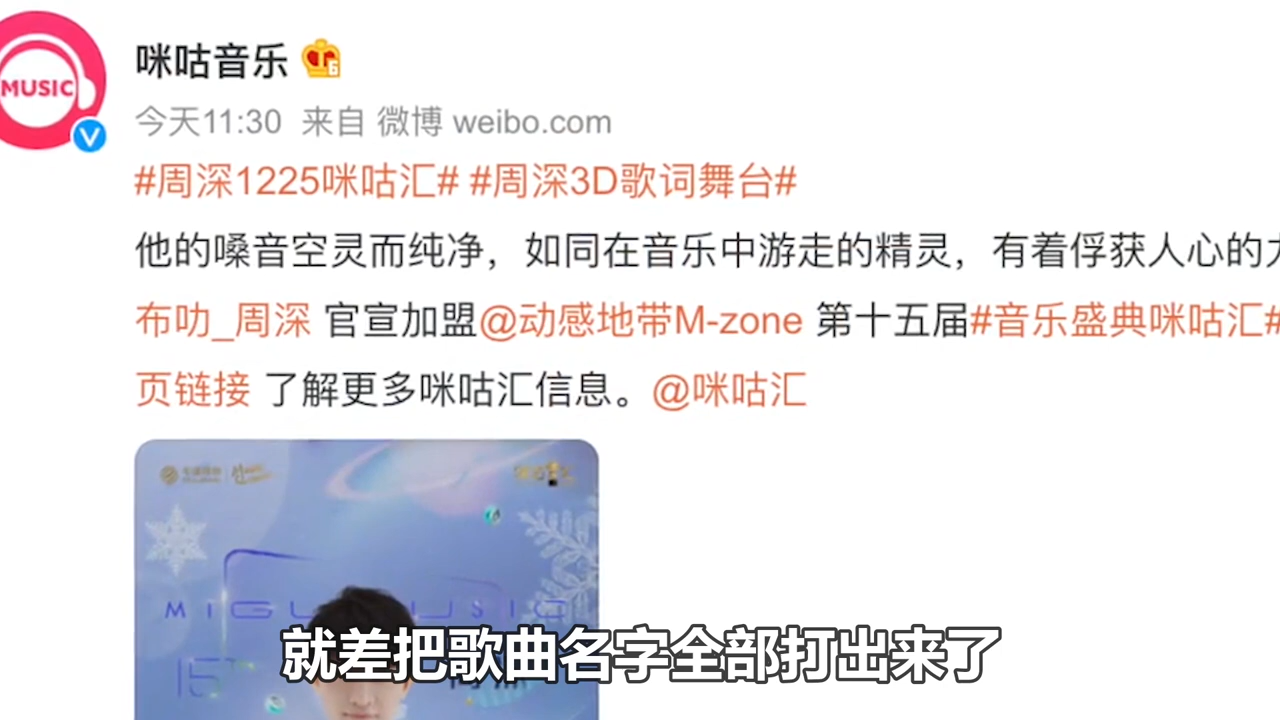 MUSIC
咪咕音乐
今天11:30 来自 微博 weibo.com
#周深1225咪咕汇# #周深3D歌词舞台#
他的嗓音空灵而纯净，如同在音乐中游走的精灵，有着俘获人心的
布叻_周深 官宣加盟@动感地带M-zone 第十五届#音乐盛典咪咕汇#
页链接 了解更多咪咕汇信息。@咪咕汇
MIGU MUSIC
就差把歌曲名字全部打出来了